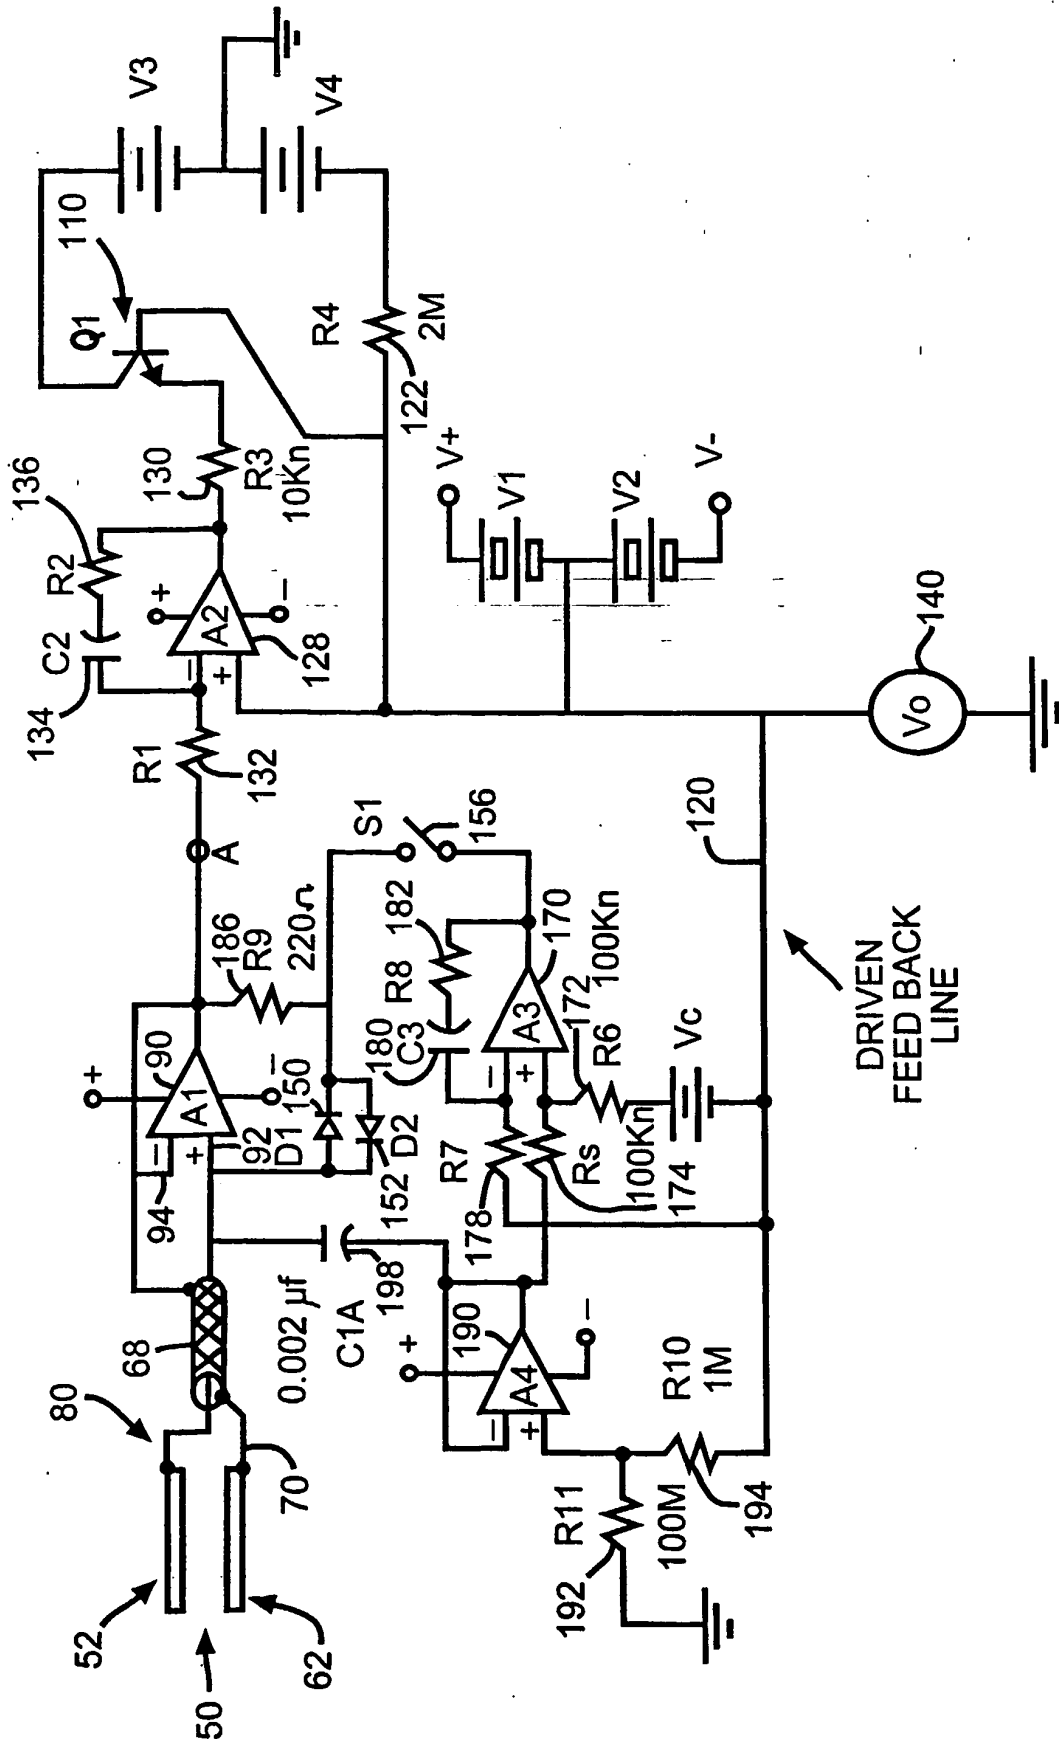 50
52
62
80
70
68
94
92
90
A1
−
+
+
−
D1
150
152
D2
186
R9
220Ω
A
R1
132
134
C2
R2
136
A2
−
+
+
−
128
130
R3
10Kn
Q1
110
V3
V4
R4
2M
122
V+
V1
V2
V-
S1
156
0.002 µf
C1A
198
180
C3
R8
182
A3
−
+
170
100Kn
172
R6
Vc
R7
178
Rs
100Kn
174
A4
−
+
+
−
190
R10
1M
194
R11
100M
192
120
DRIVEN
FEED BACK
LINE
Vo
140